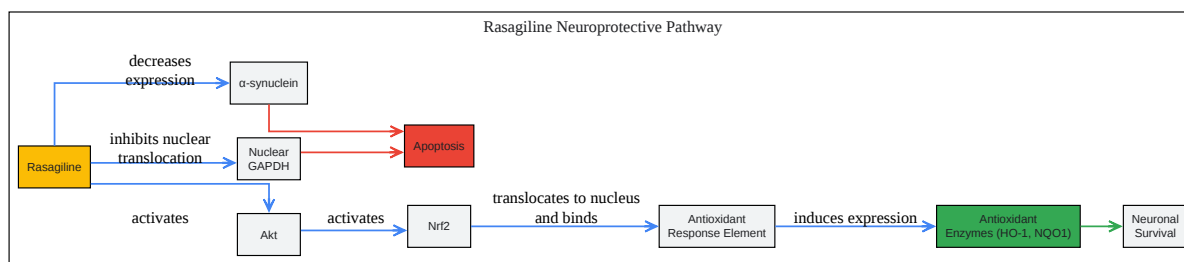 Rasagiline Neuroprotective Pathway
decreases
expression
α-synuclein
inhibits nuclear
translocation
Nuclear
GAPDH
Apoptosis
Rasagiline
activates
Akt
activates
Nrf2
translocates to nucleus
and binds
Antioxidant
Response Element
induces expression
Antioxidant
Enzymes (HO-1, NQO1)
Neuronal
Survival